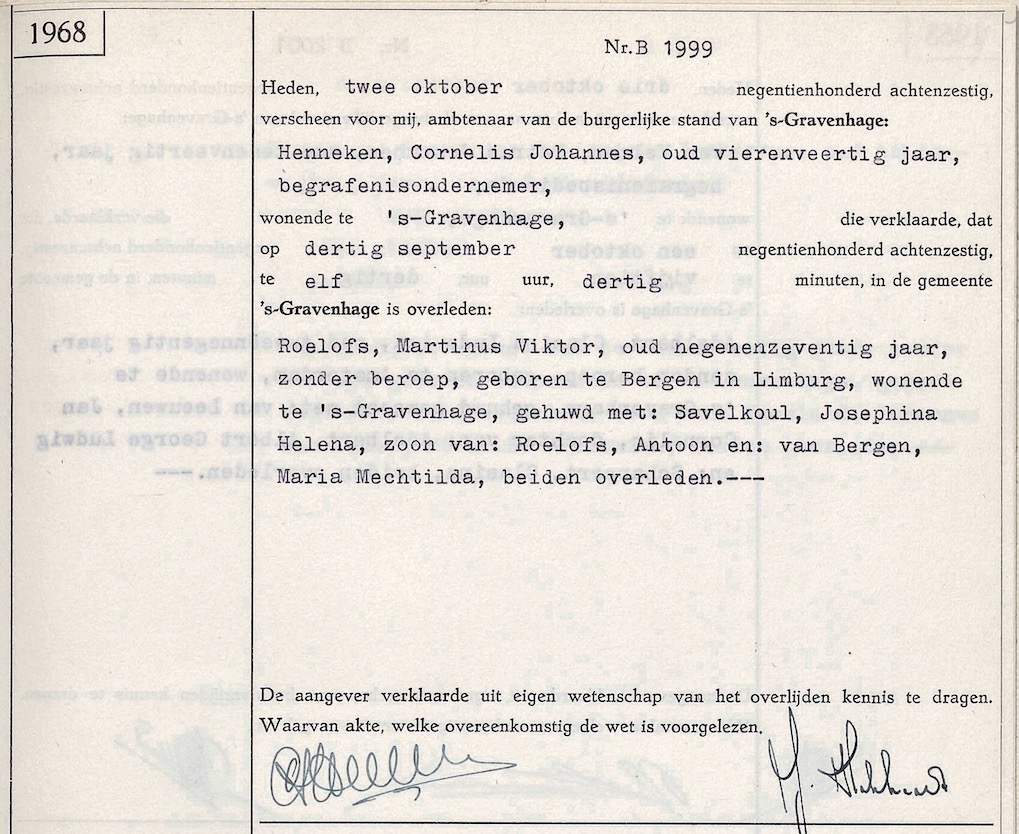 1968
Nr. B 1999
Heden, twee oktober negentienhonderd achtenzestig,
verscheen voor mij, ambtenaar van de burgerlijke stand van 's-Gravenhage:
Henneken, Cornelis Johannes, oud vierenveertig jaar,
begrafenisondernemer,
wonende te 's-Gravenhage, die verklaarde, dat
op dertig september negentienhonderd achtenzestig,
te elf uur, dertig minuten, in de gemeente
's-Gravenhage is overleden:
Roelofs, Martinus Viktor, oud negenenzeventig jaar,
zonder beroep, geboren te Bergen in Limburg, wonende
te 's-Gravenhage, gehuwd met: Savelkoul, Josephina
Helena, zoon van: Roelofs, Antoon en: van Bergen,
Maria Mechtilda, beiden overleden.---
De aangever verklaarde uit eigen wetenschap van het overlijden kennis te dragen.
Waarvan akte, welke overeenkomstig de wet is voorgelezen.